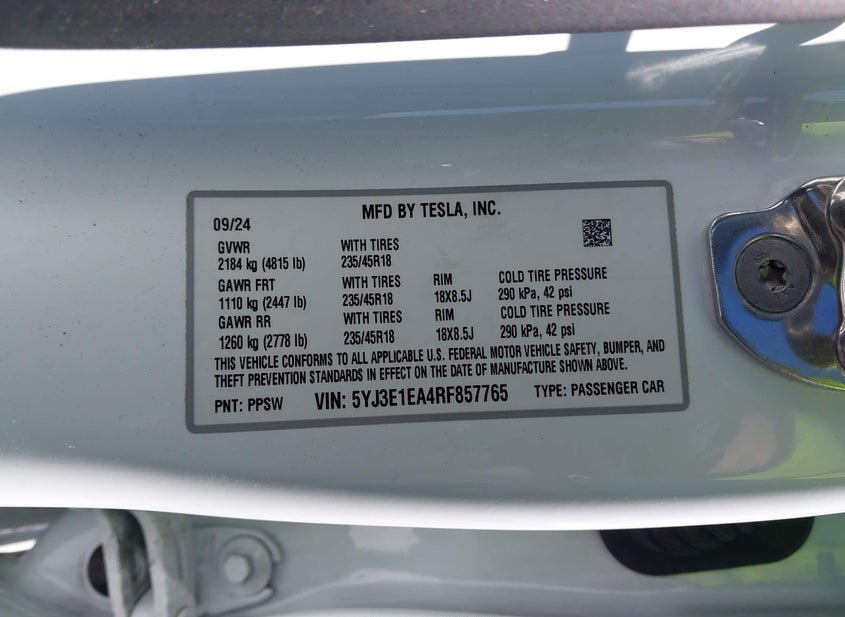 MFD BY TESLA, INC.
09/24
GVWR WITH TIRES
2184 kg (4815 lb) 235/45R18
GAWR FRT WITH TIRES RIM COLD TIRE PRESSURE
1110 kg (2447 lb) 235/45R18 18X8.5J 290 kPa, 42 psi
GAWR RR WITH TIRES RIM COLD TIRE PRESSURE
1260 kg (2778 lb) 235/45R18 18X8.5J 290 kPa, 42 psi
THIS VEHICLE CONFORMS TO ALL APPLICABLE U.S. FEDERAL MOTOR VEHICLE SAFETY, BUMPER, AND
THEFT PREVENTION STANDARDS IN EFFECT ON THE DATE OF MANUFACTURE SHOWN ABOVE.
PNT: PPSW VIN: 5YJ3E1EA4RF857765 TYPE: PASSENGER CAR